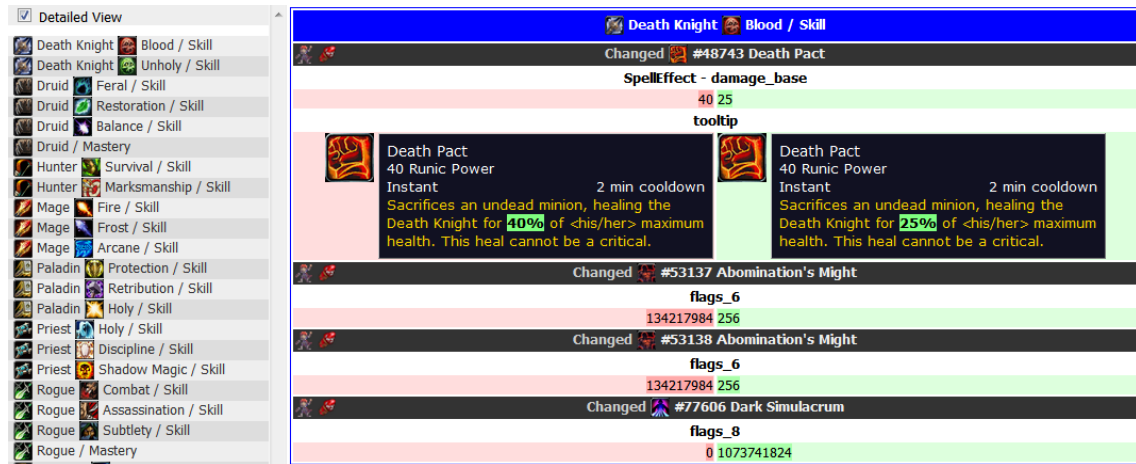 Detailed View
Death Knight Blood / Skill
Death Knight Unholy / Skill
Druid Feral / Skill
Druid Restoration / Skill
Druid Balance / Skill
Druid / Mastery
Hunter Survival / Skill
Hunter Marksmanship / Skill
Mage Fire / Skill
Mage Frost / Skill
Mage Arcane / Skill
Paladin Protection / Skill
Paladin Retribution / Skill
Paladin Holy / Skill
Priest Holy / Skill
Priest Discipline / Skill
Priest Shadow Magic / Skill
Rogue Combat / Skill
Rogue Assassination / Skill
Rogue Subtlety / Skill
Rogue / Mastery
Death Knight Blood / Skill
Changed #48743 Death Pact
SpellEffect - damage_base
40 25
tooltip
Death Pact
40 Runic Power
Instant 2 min cooldown
Sacrifices an undead minion, healing the
Death Knight for 40% of <his/her> maximum
health. This heal cannot be a critical.
Death Pact
40 Runic Power
Instant 2 min cooldown
Sacrifices an undead minion, healing the
Death Knight for 25% of <his/her> maximum
health. This heal cannot be a critical.
Changed #53137 Abomination's Might
flags_6
134217984 256
Changed #53138 Abomination's Might
flags_6
134217984 256
Changed #77606 Dark Simulacrum
flags_8
0 1073741824